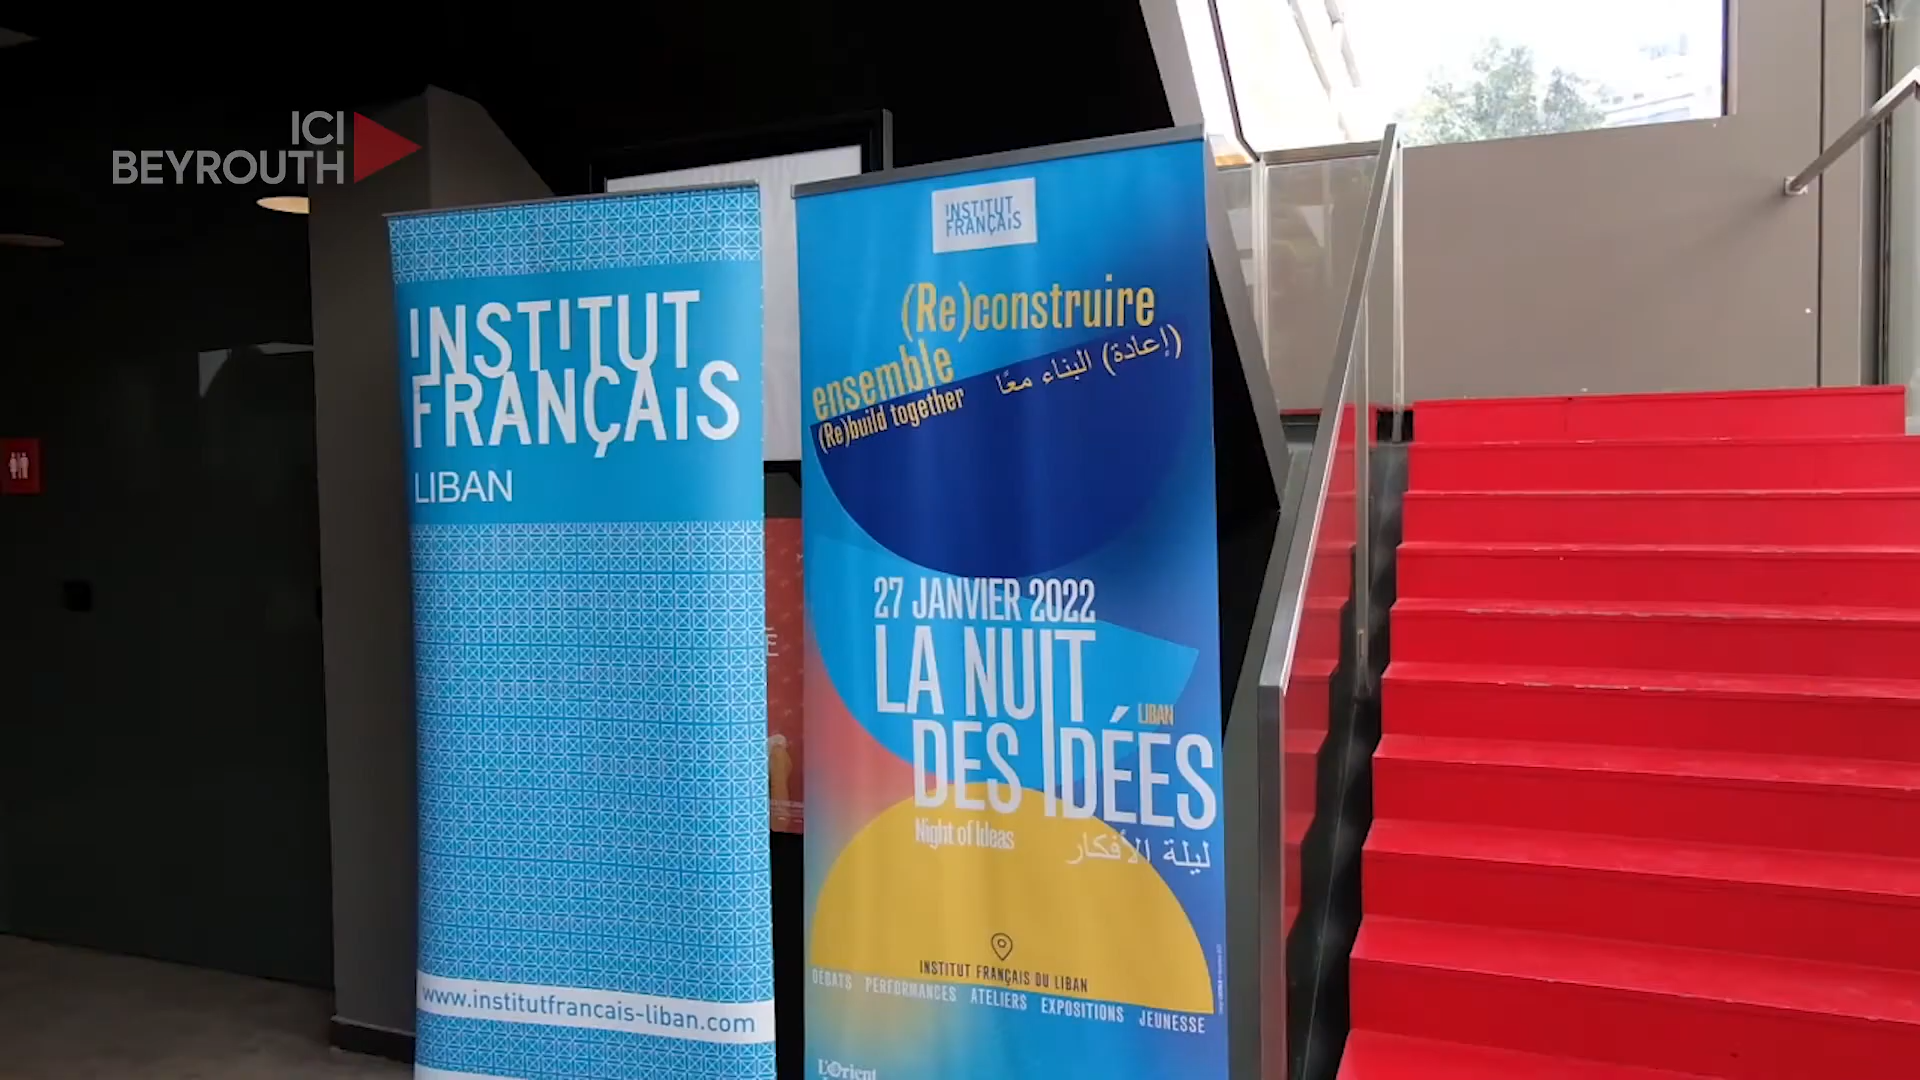 ICI
BEYROUTH
INSTITUT
FRANÇAIS
LIBAN
www.institutfrancais-liban.com
INSTITUT
FRANÇAIS
(Re)construire
ensemble
(إعادة) البناء معًا
(Re)build together
27 JANVIER 2022
LA NUIT
DES IDÉES
LIBAN
Night of Ideas
ليلة الأفكار
INSTITUT FRANÇAIS DU LIBAN
DÉBATS PERFORMANCES ATELIERS EXPOSITIONS JEUNESSE
L'Orient